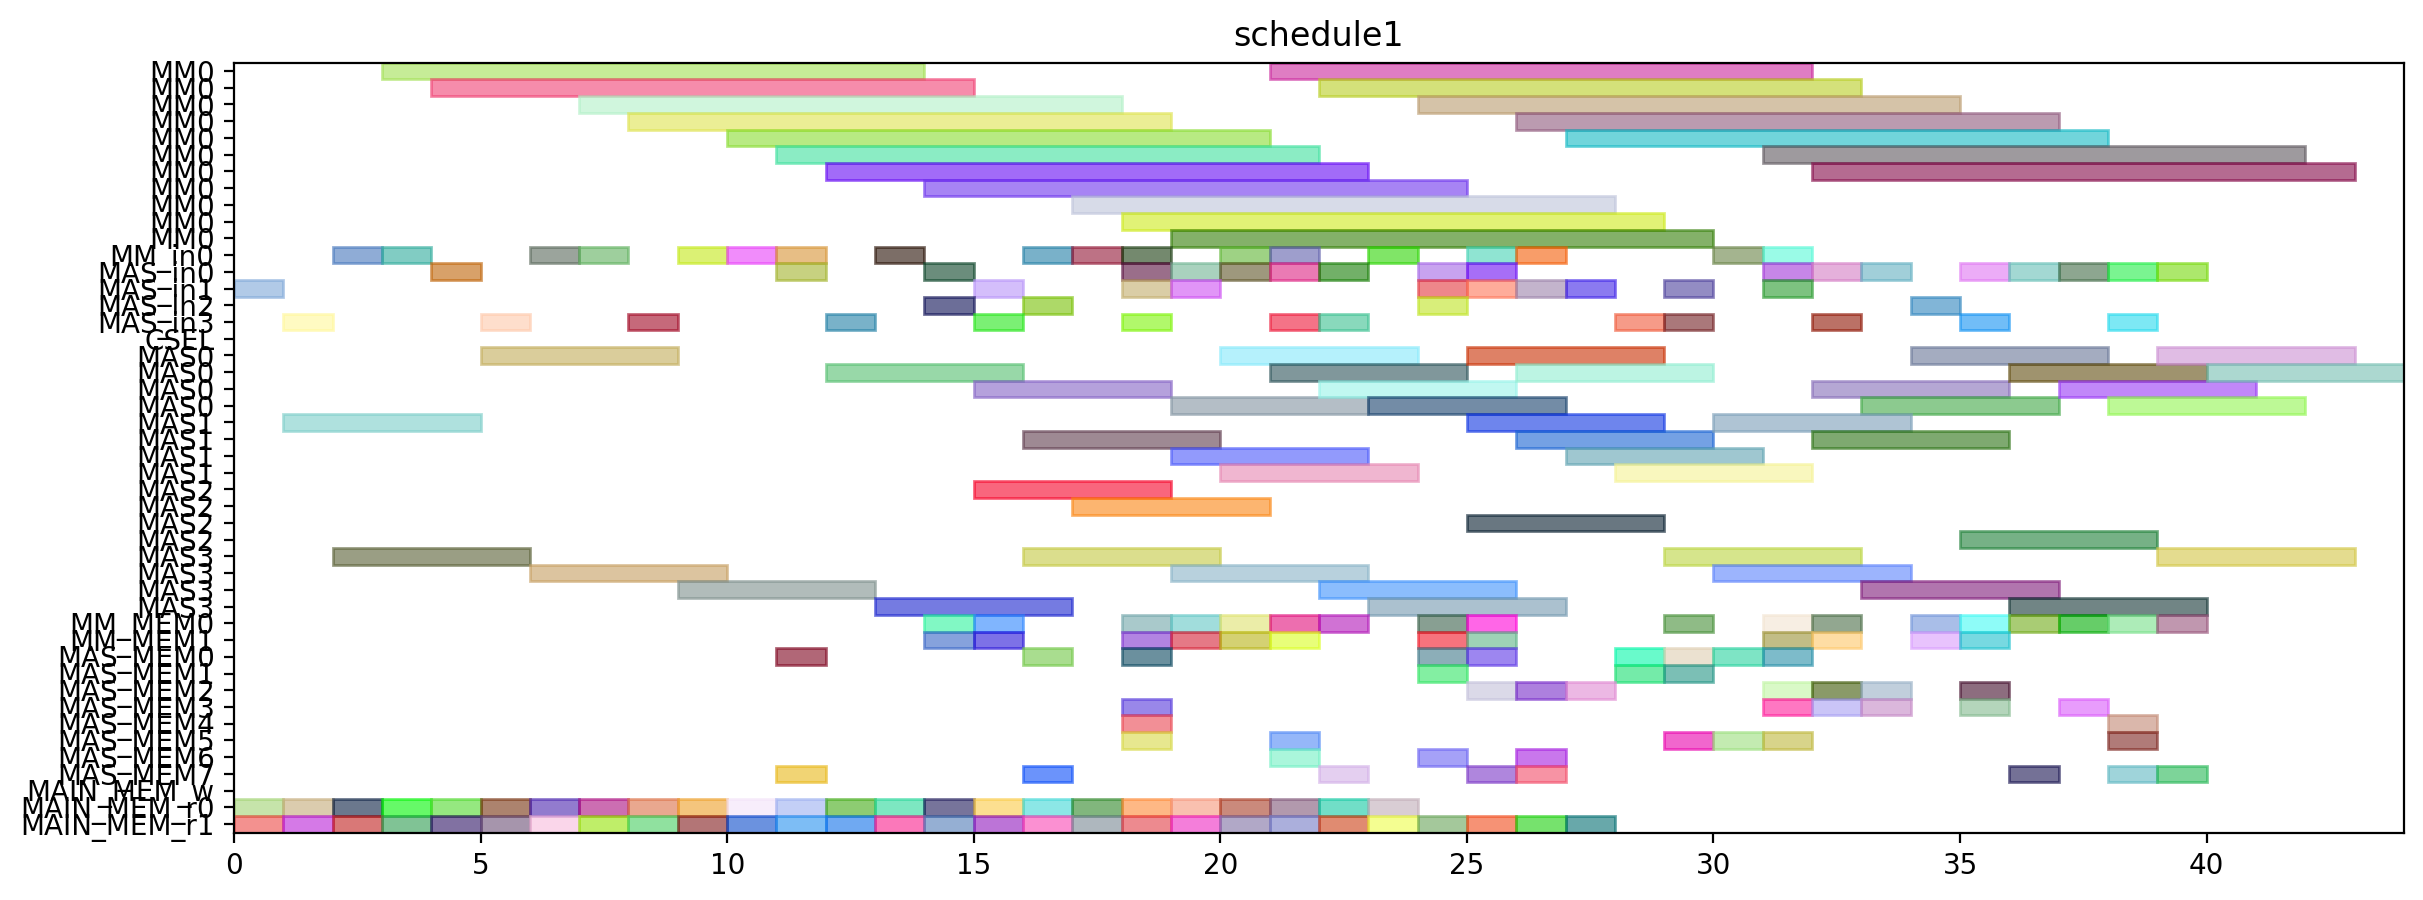 schedule1
MM0
MM0
MM0
MM0
MM0
MM0
MM0
MM0
MM0
MM0
MM0
MM_in0
MAS_in0
MAS_in1
MAS_in2
MAS_in3
CSEL
MAS0
MAS0
MAS0
MAS0
MAS1
MAS1
MAS1
MAS1
MAS2
MAS2
MAS2
MAS2
MAS3
MAS3
MAS3
MAS3
MM_MEM0
MM_MEM1
MAS_MEM0
MAS_MEM1
MAS_MEM2
MAS_MEM3
MAS_MEM4
MAS_MEM5
MAS_MEM6
MAS_MEM7
MAIN_MEM_w
MAIN_MEM_r0
MAIN_MEM_r1
0 5 10 15 20 25 30 35 40